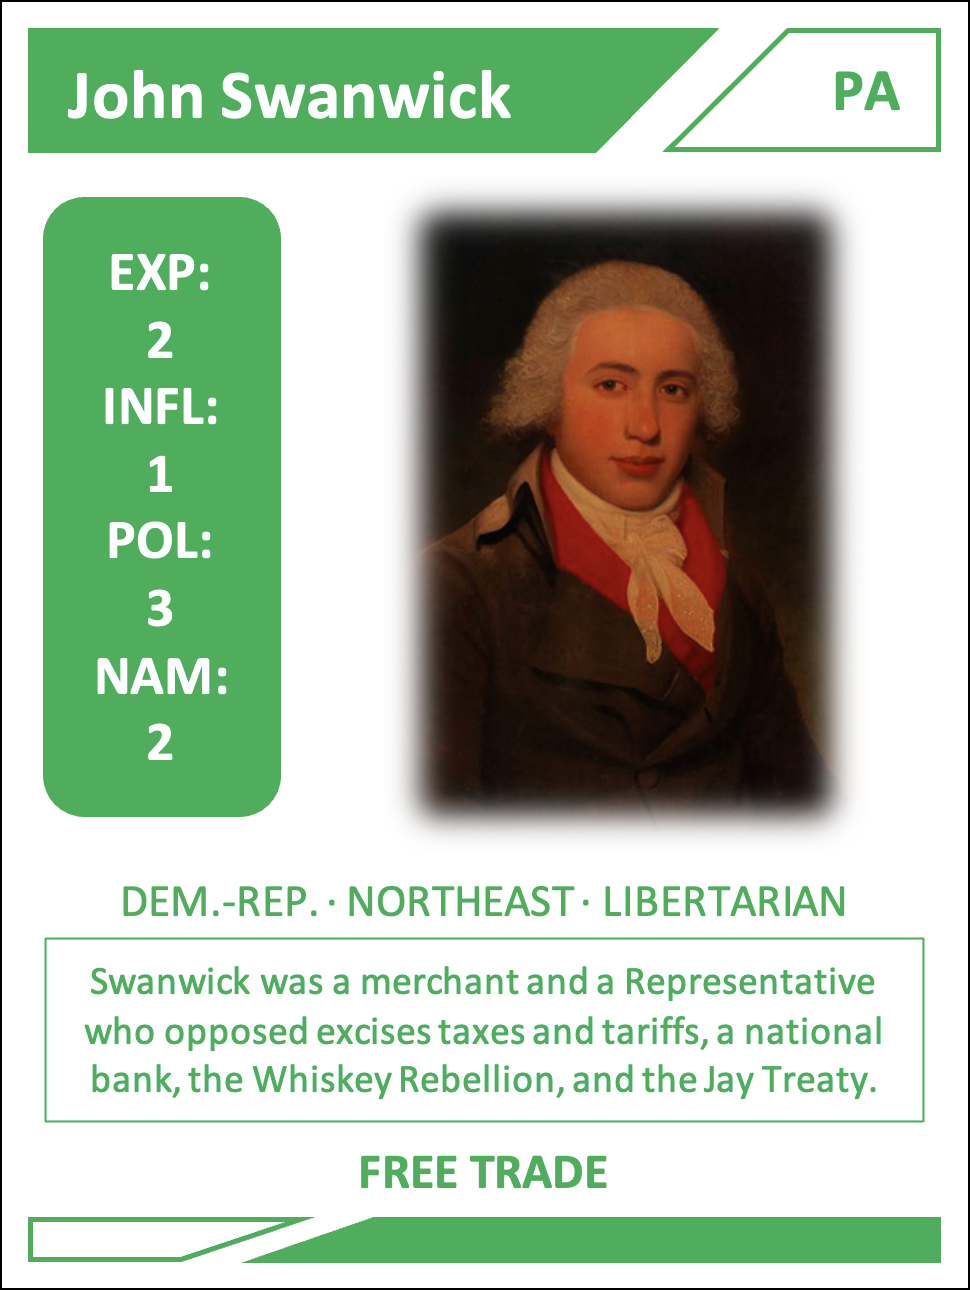 John Swanwick
PA
EXP:
2
INFL:
1
POL:
3
NAM:
2
DEM.-REP. · NORTHEAST · LIBERTARIAN
Swanwick was a merchant and a Representative
who opposed excises taxes and tariffs, a national
bank, the Whiskey Rebellion, and the Jay Treaty.
FREE TRADE